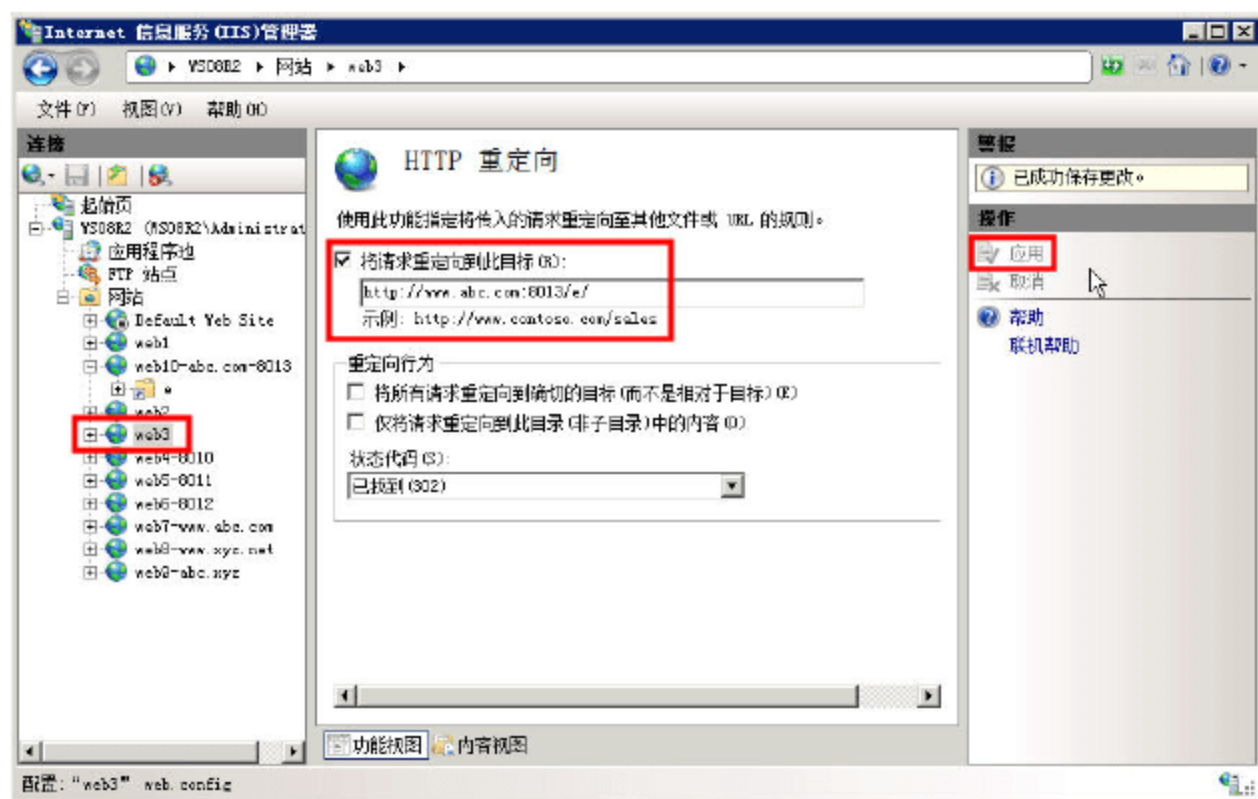 Internet 信息服务(IIS)管理器
WS08R2 ▸ 网站 ▸ web3 ▸
文件(F) 视图(V) 帮助(H)
连接
起始页
WS08R2 (WS08R2\Administrat
应用程序池
FTP 站点
网站
Default Web Site
web1
web10-abc.com-8013
e
web2
web3
web4-8010
web5-8011
web6-8012
web7-www.abc.com
web8-www.xyc.net
web9-abc.xyz
HTTP 重定向
使用此功能指定将传入的请求重定向至其他文件或 URL 的规则。
将请求重定向到此目标(R):
http://www.abc.com:8013/e/
示例: http://www.contoso.com/sales
重定向行为
将所有请求重定向到确切的目标(而不是相对于目标)(E)
仅将请求重定向到此目录(非子目录)中的内容(O)
状态代码(S):
已找到(302)
功能视图 内容视图
警报
已成功保存更改。
操作
应用
取消
帮助
联机帮助
配置:"web3" web.config